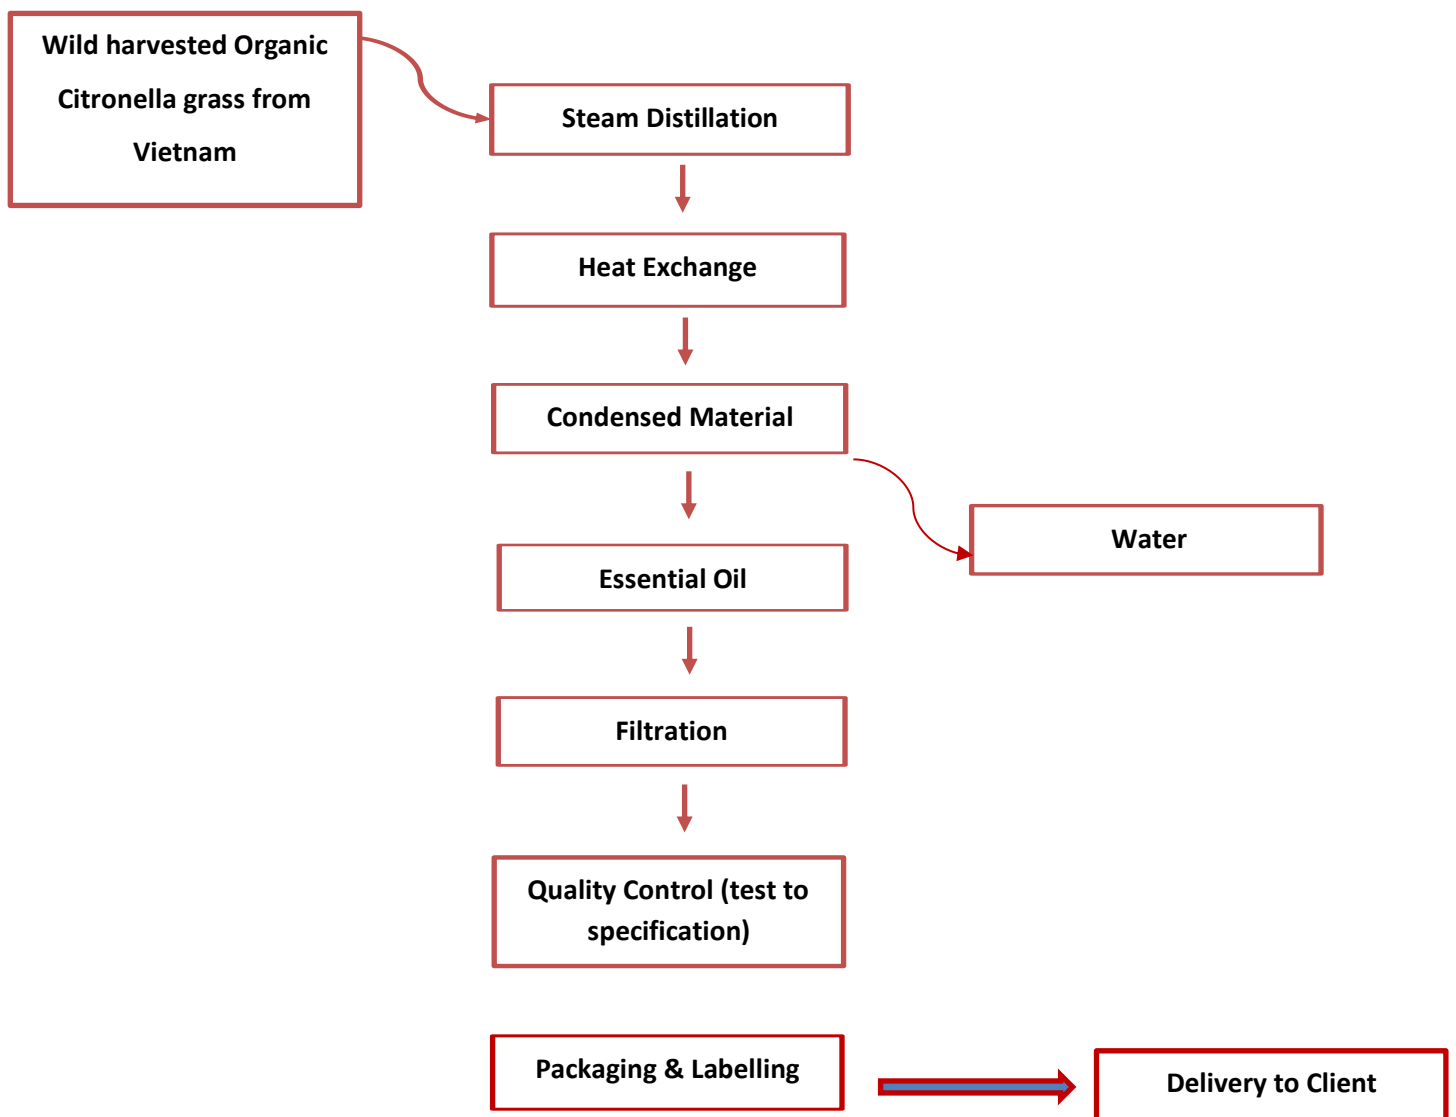 Wild harvested Organic
Citronella grass from
Vietnam
Steam Distillation
Heat Exchange
Condensed Material
Water
Essential Oil
Filtration
Quality Control (test to
specification)
Packaging & Labelling
Delivery to Client